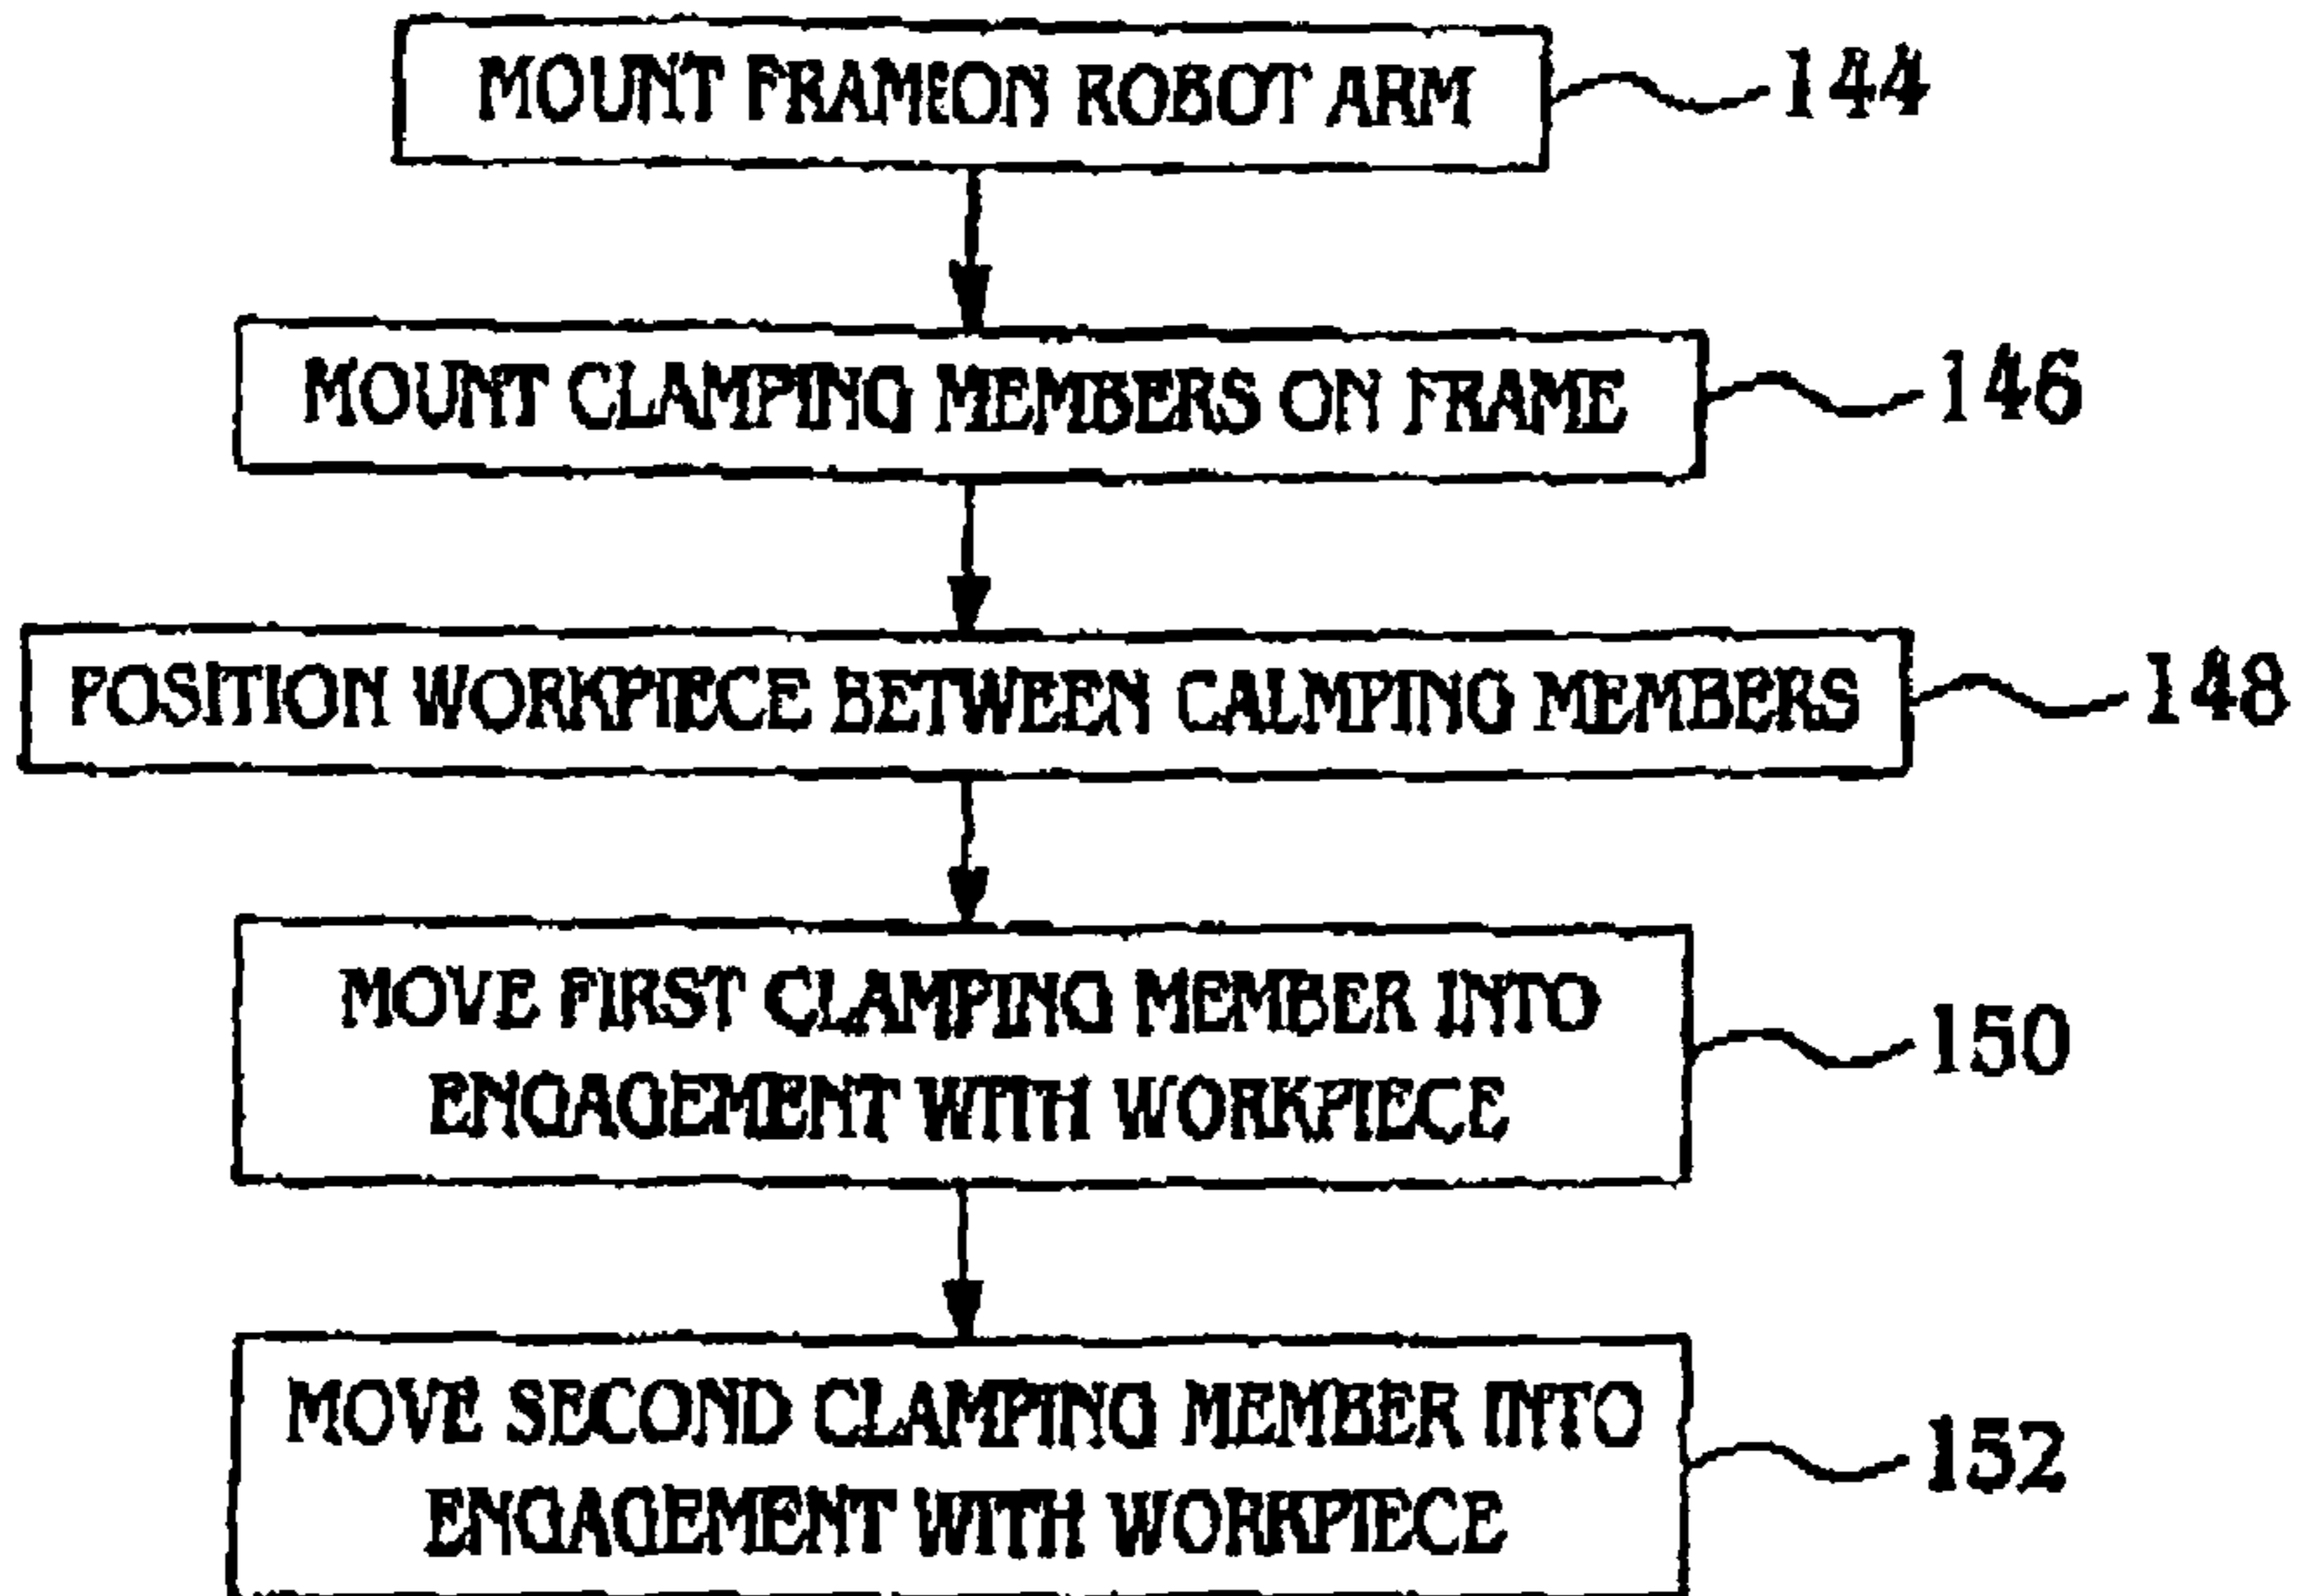 MOUNT FRAMEON ROBOT ARM 144
MOUNT CLAMPING MEMBERS ON FRAME 146
POSITION WORKPIECE BETWEEN CALMPING MEMBERS 148
MOVE FIRST CLAMPING MEMBER INTO
ENGAGEMENT WITH WORKPIECE
150
MOVE SECOND CLAMPING MEMBER INTO
ENGAGEMENT WITH WORKPIECE
152